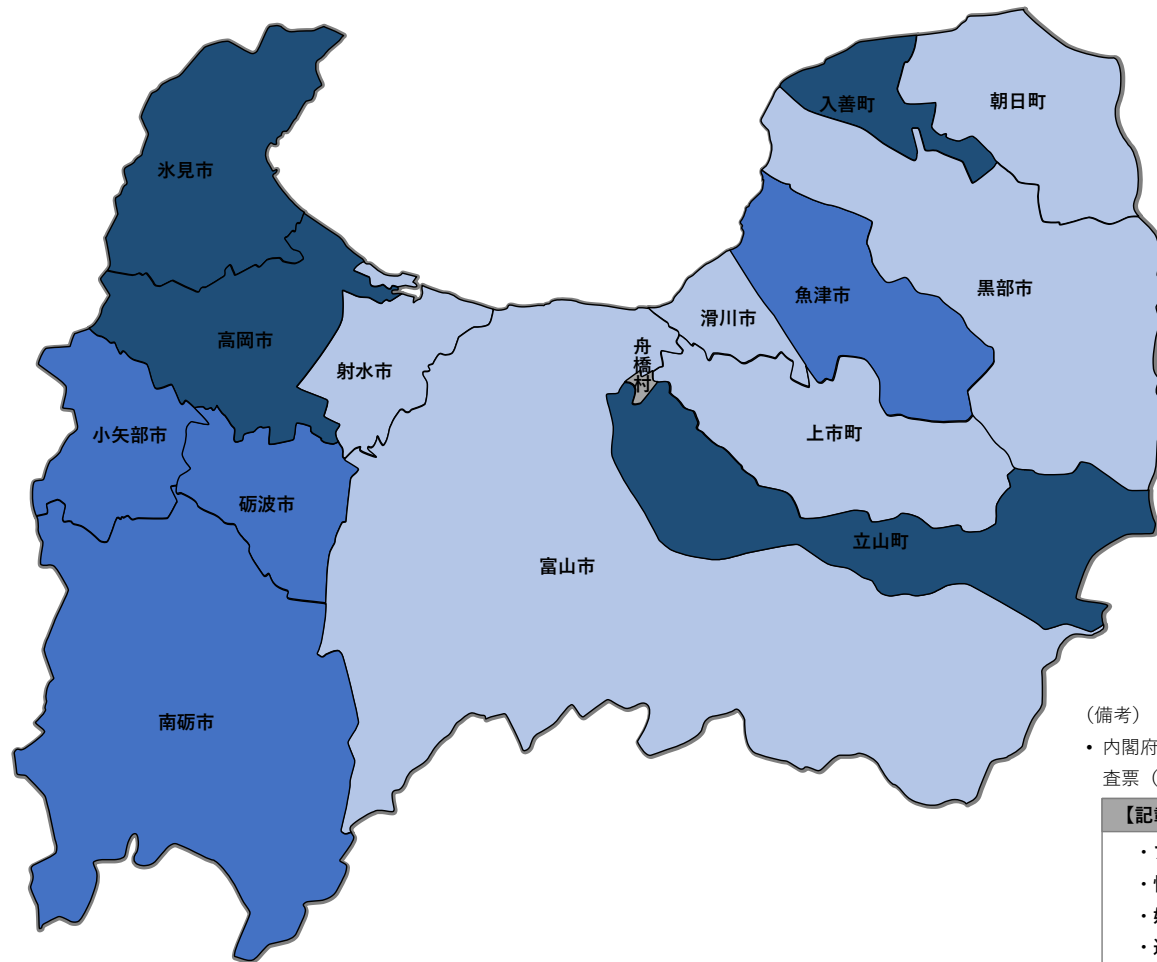 入善町
朝日町
氷見市
黒部市
魚津市
滑川市
高岡市
舟橋村
射水市
小矢部市
上市町
砺波市
立山町
富山市
南砺市
（備考）
• 内閣府
査票（
【記